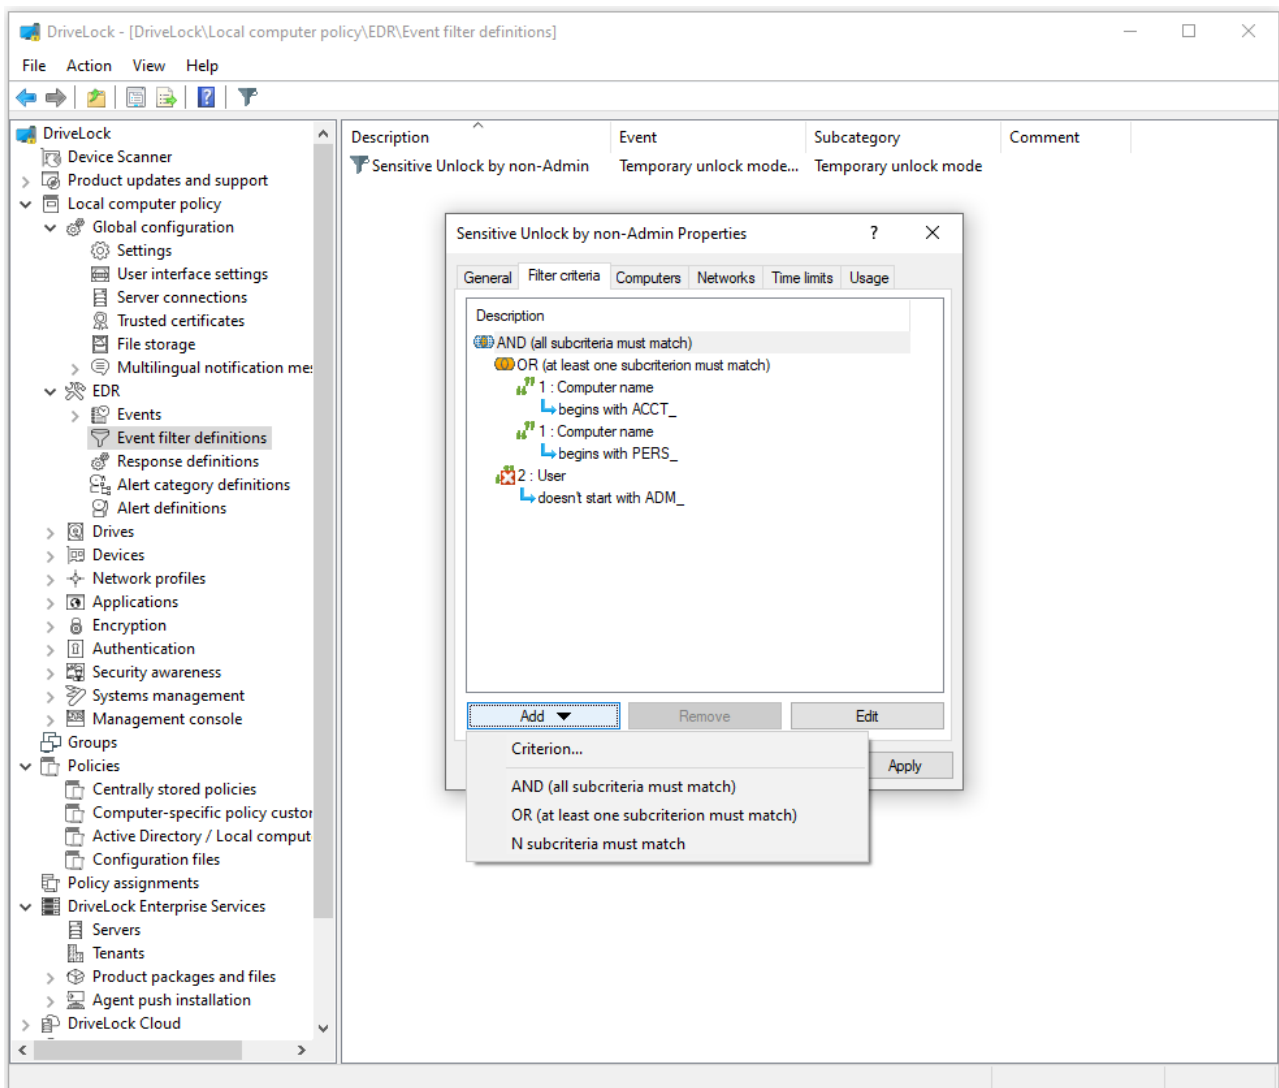 DriveLock - [DriveLock\Local computer policy\EDR\Event filter definitions]
File Action View Help
DriveLock
Device Scanner
Product updates and support
Local computer policy
Global configuration
Settings
User interface settings
Server connections
Trusted certificates
File storage
Multilingual notification me
EDR
Events
Event filter definitions
Response definitions
Alert category definitions
Alert definitions
Drives
Devices
Network profiles
Applications
Encryption
Authentication
Security awareness
Systems management
Management console
Groups
Policies
Centrally stored policies
Computer-specific policy custor
Active Directory / Local comput
Configuration files
Policy assignments
DriveLock Enterprise Services
Servers
Tenants
Product packages and files
Agent push installation
DriveLock Cloud
Description Event Subcategory Comment
Sensitive Unlock by non-Admin Temporary unlock mode... Temporary unlock mode
Sensitive Unlock by non-Admin Properties ?
General Filter criteria Computers Networks Time limits Usage
Description
AND (all subcriteria must match)
OR (at least one subcriterion must match)
1 : Computer name
begins with ACCT_
1 : Computer name
begins with PERS_
2 : User
doesn't start with ADM_
Add Remove Edit
Apply
Criterion...
AND (all subcriteria must match)
OR (at least one subcriterion must match)
N subcriteria must match